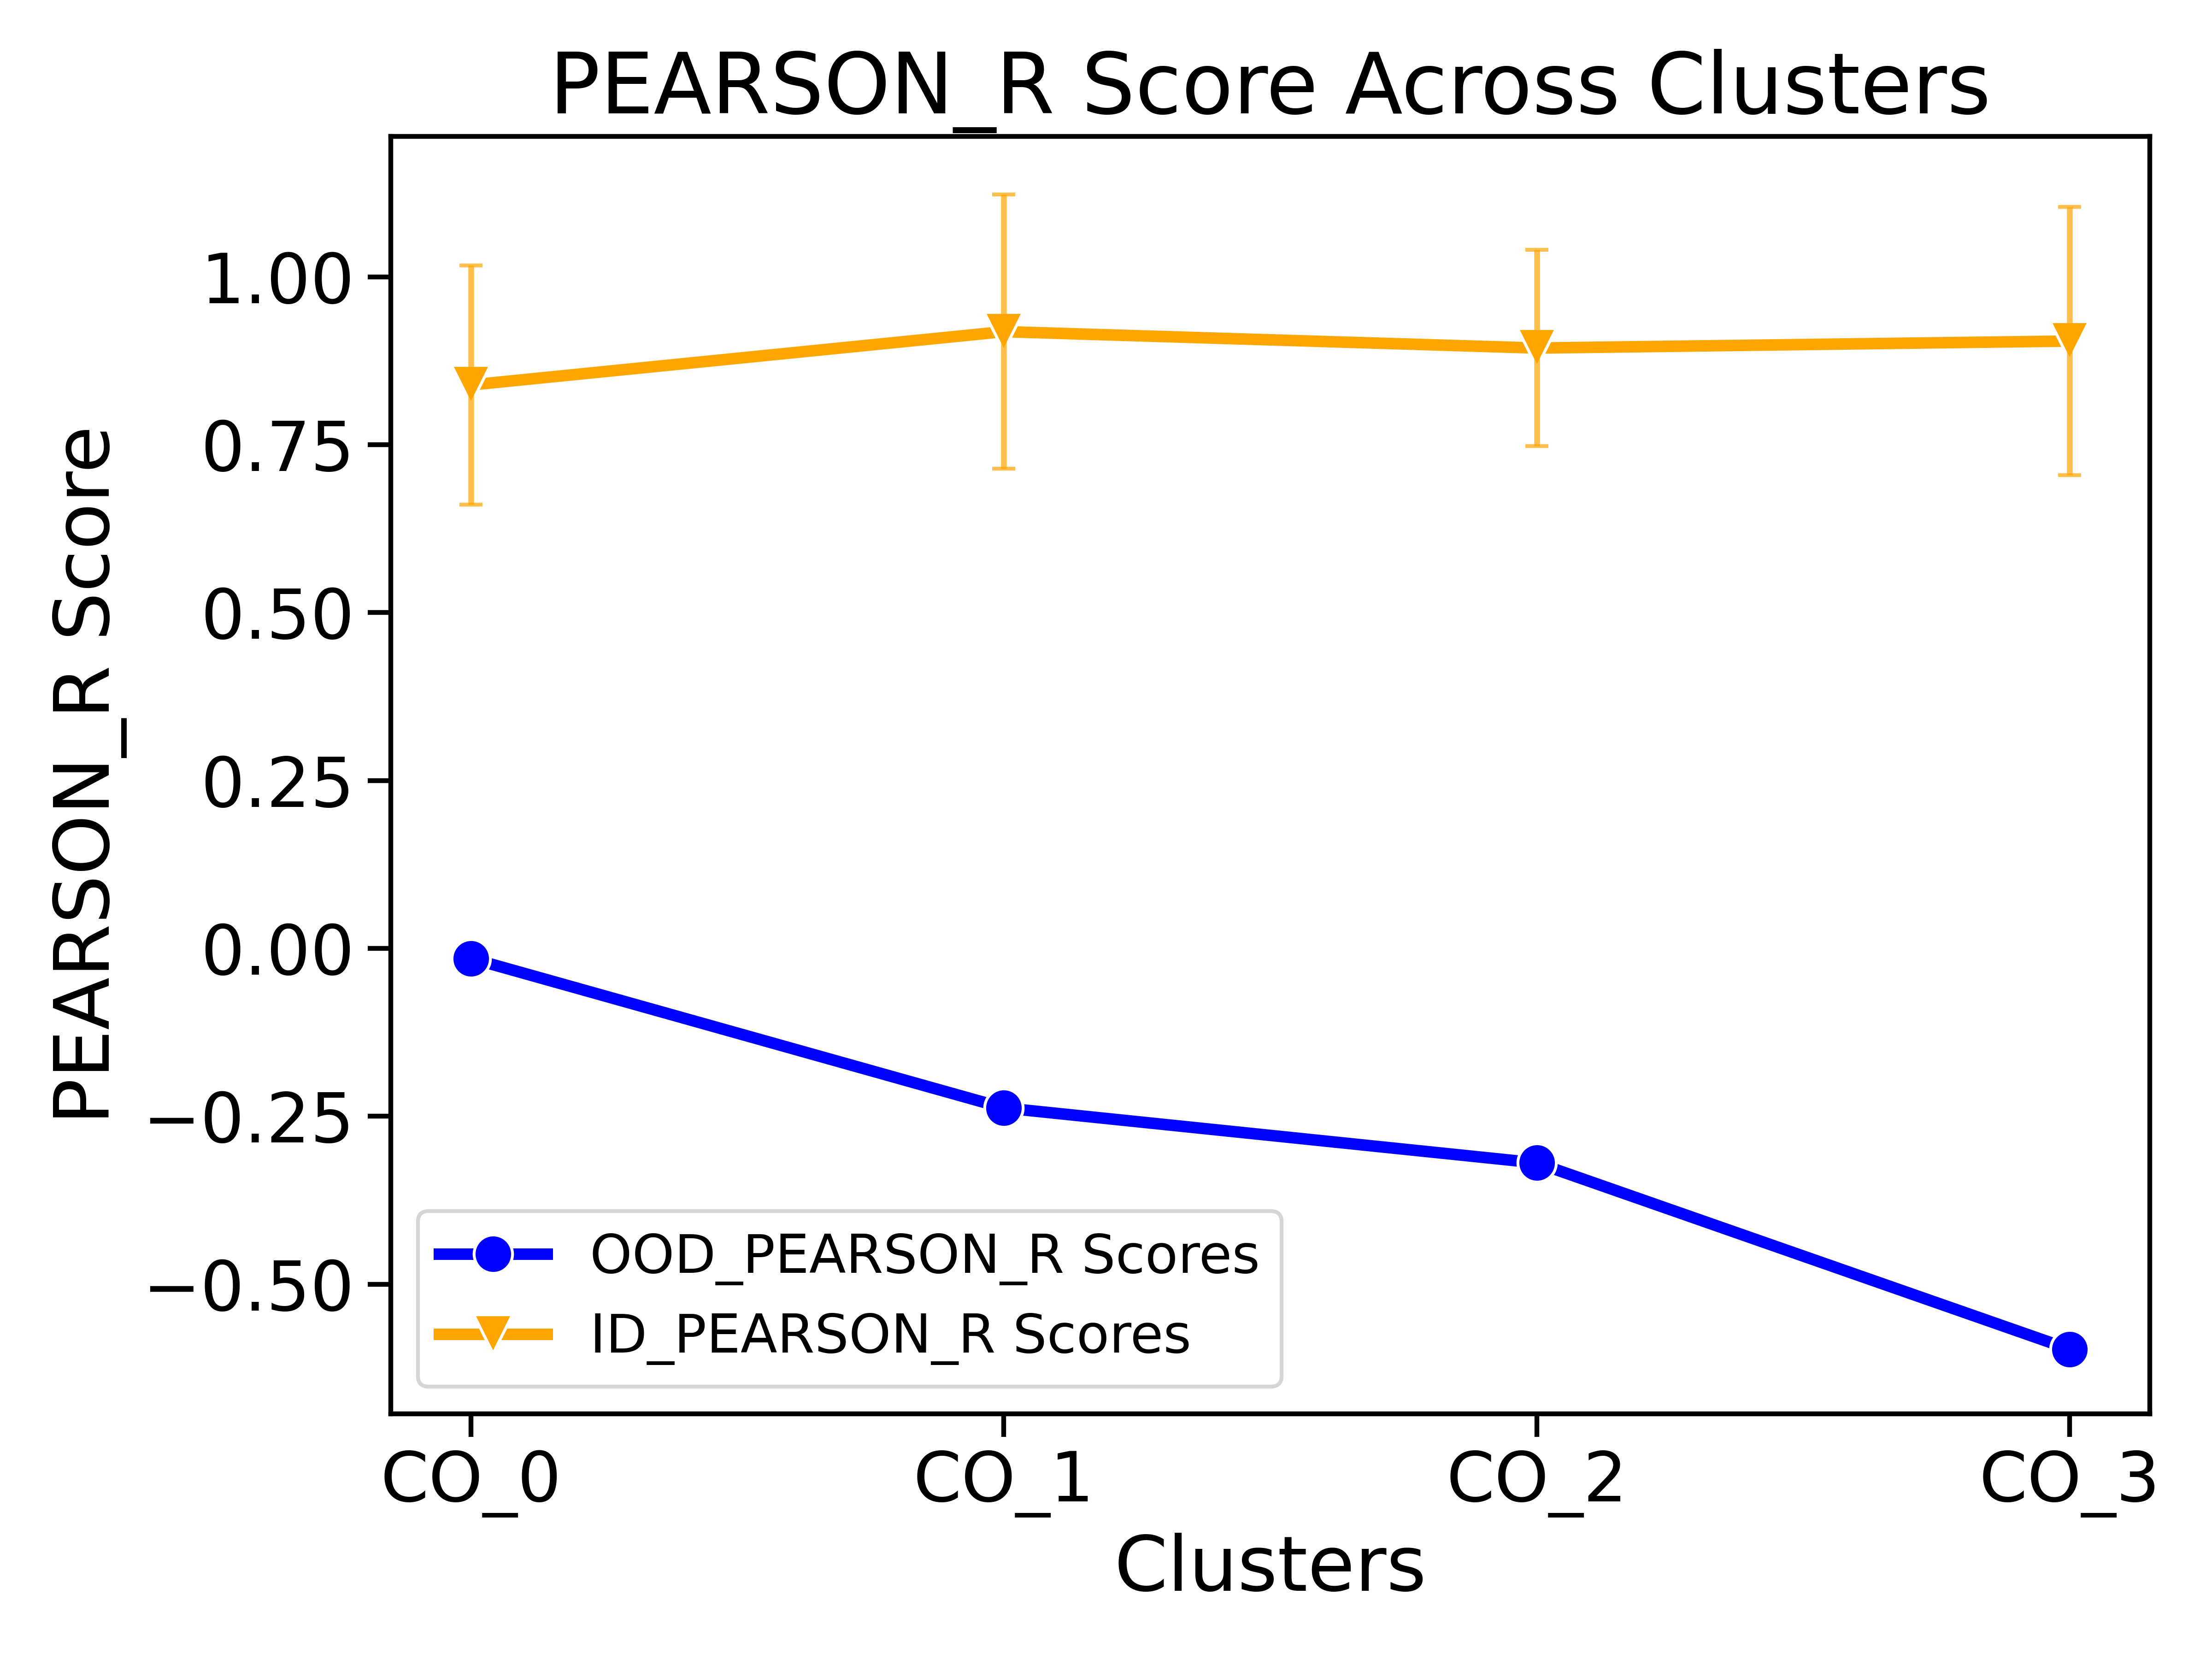 PEARSON_R Score Across Clusters
PEARSON_R Score
1.00
0.75
0.50
0.25
0.00
−0.25
−0.50
OOD_PEARSON_R Scores
ID_PEARSON_R Scores
CO_0 CO_1 CO_2 CO_3
Clusters